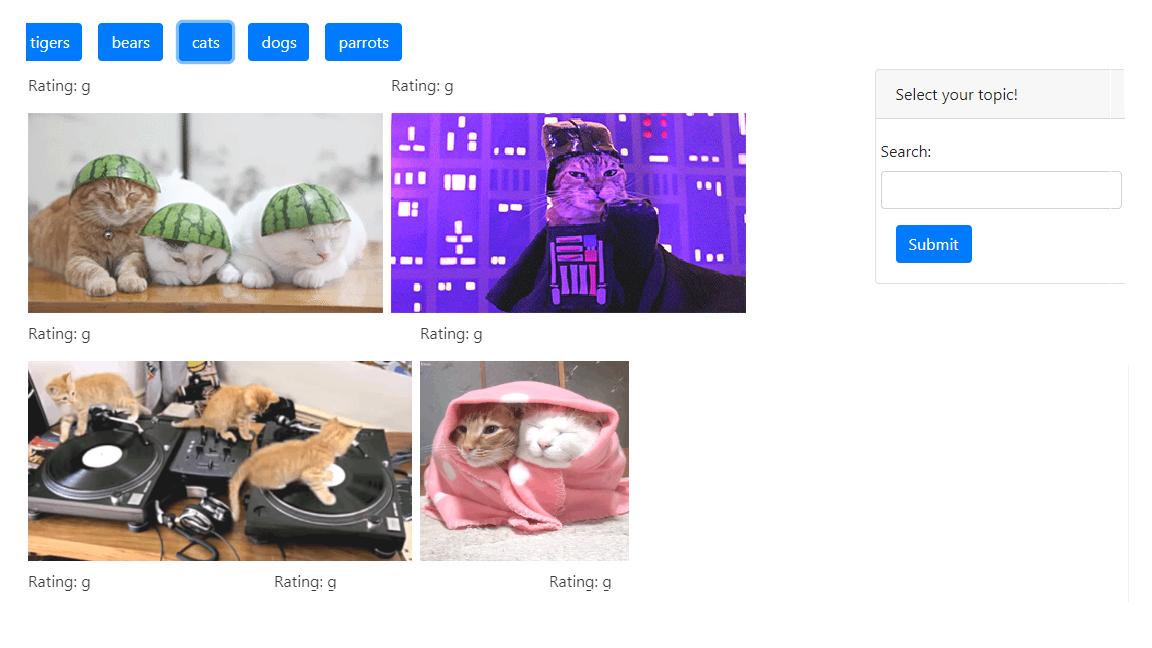 tigers bears cats dogs parrots
Rating: g Rating: g
Select your topic!
Search:
Submit
Rating: g Rating: g
Rating: g Rating: g Rating: g